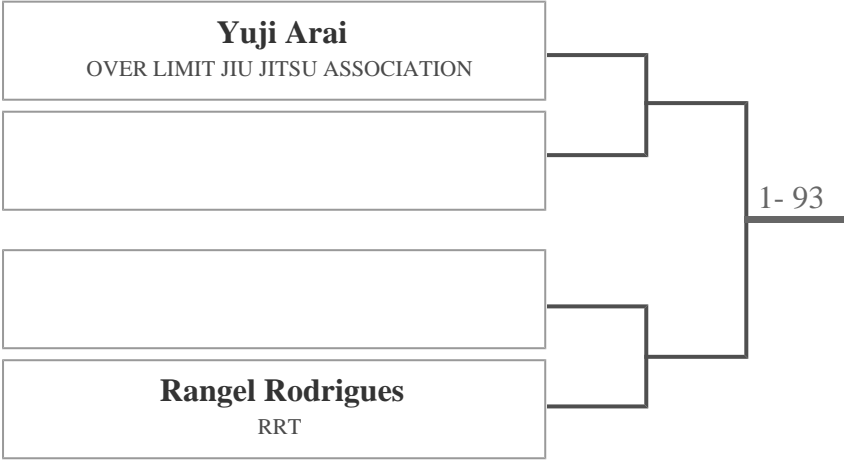 Yuji Arai
OVER LIMIT JIU JITSU ASSOCIATION
1- 93
Rangel Rodrigues
RRT